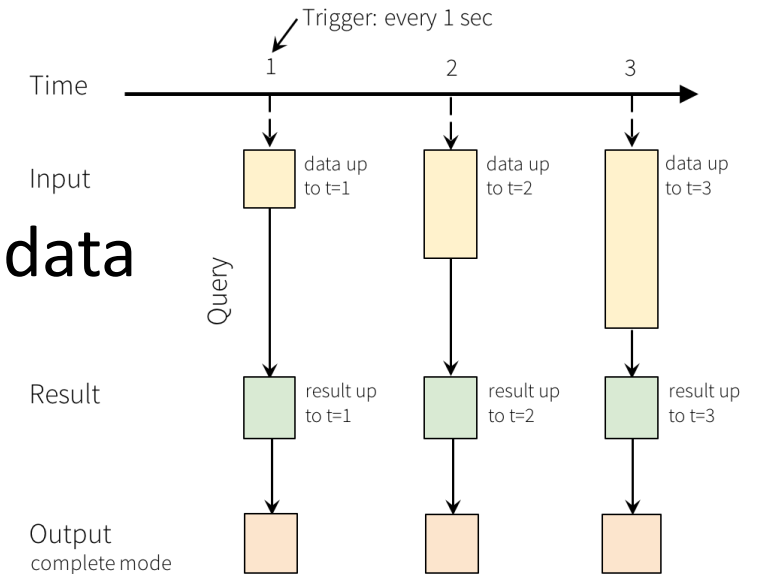 Trigger: every 1 sec
1 2 3
Time
Input
data up
to t=1
data up
to t=2
data up
to t=3
data
Query
Result
result up
to t=1
result up
to t=2
result up
to t=3
Output
complete mode